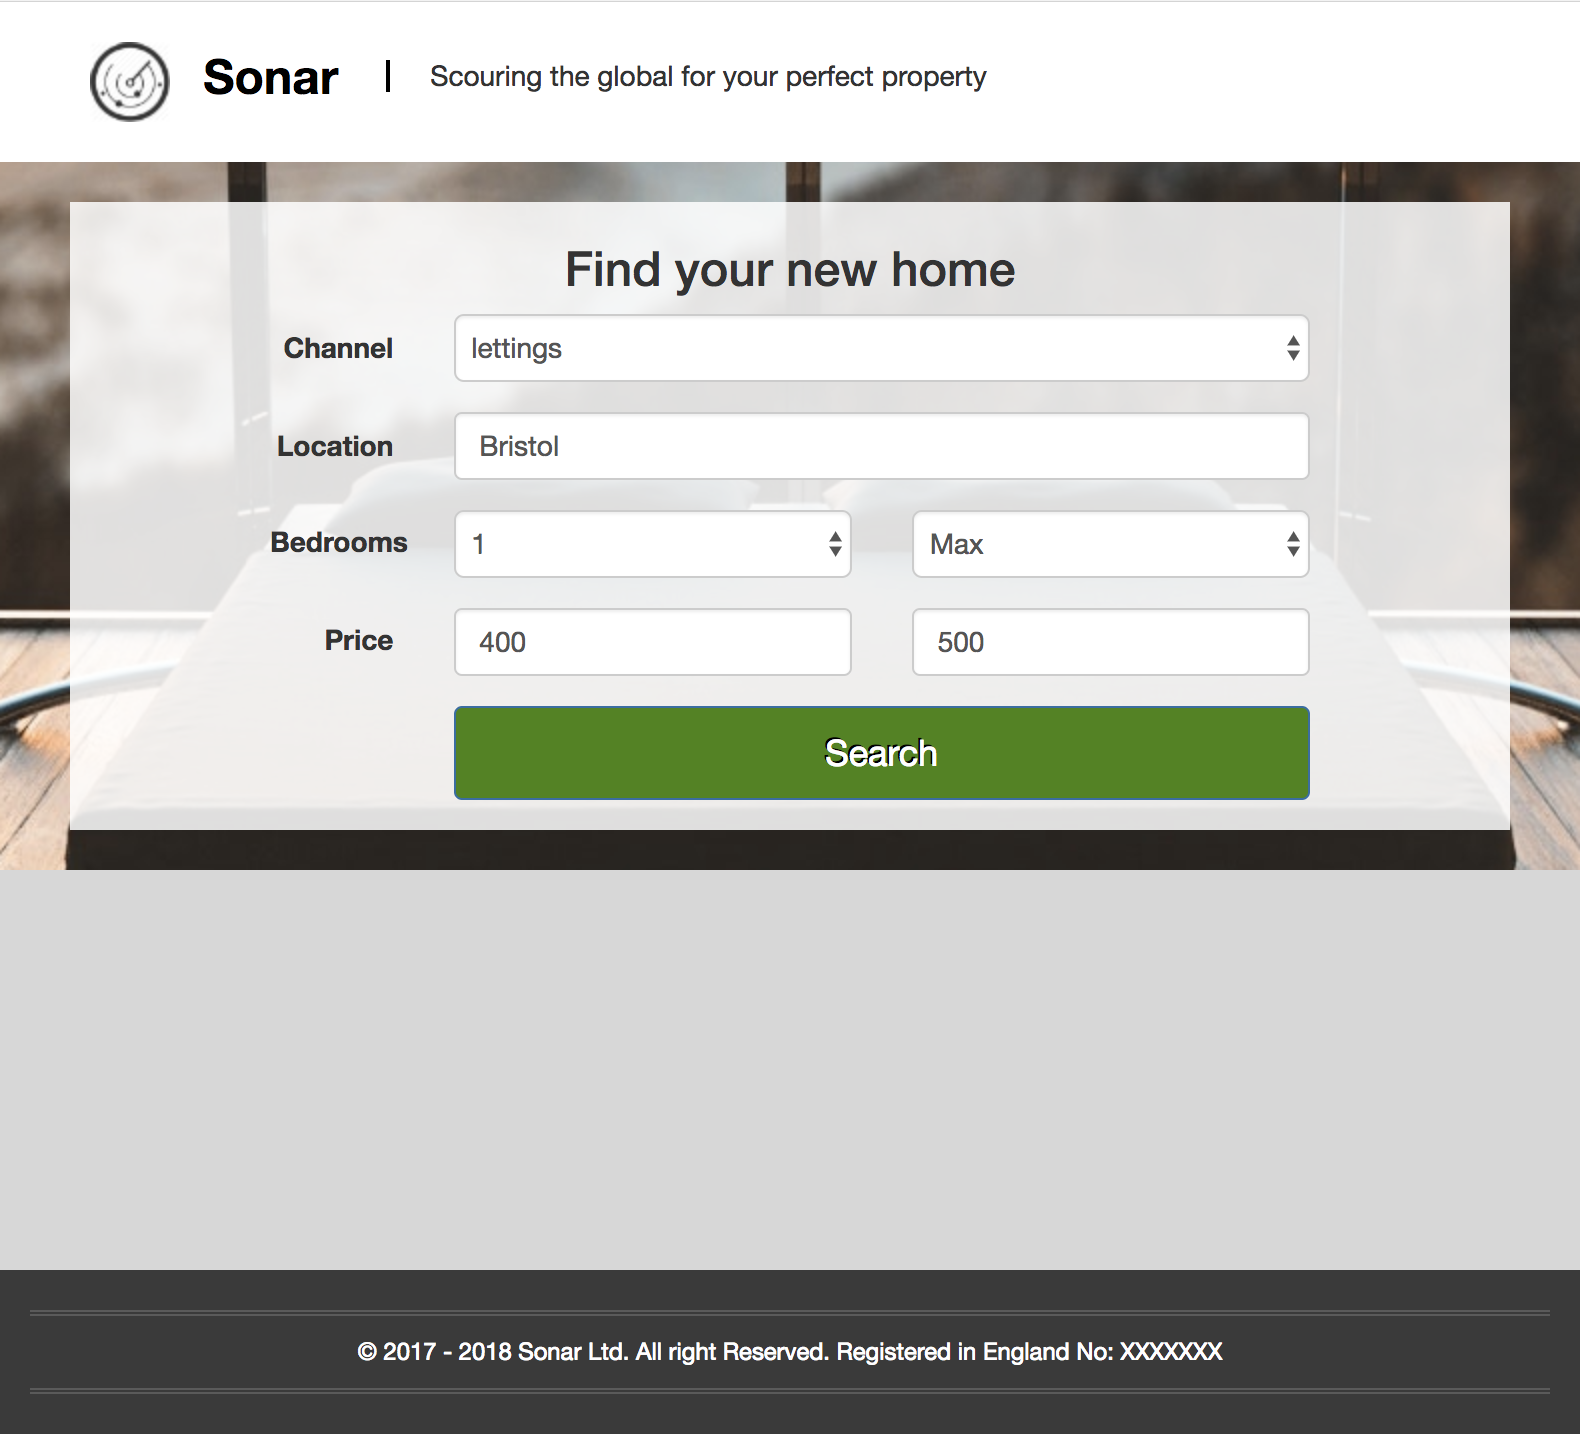 Sonar
Scouring the global for your perfect property
Find your new home
Channel
lettings
Location
Bristol
Bedrooms
1
Max
Price
400
500
Search
© 2017 - 2018 Sonar Ltd. All right Reserved. Registered in England No: XXXXXXX